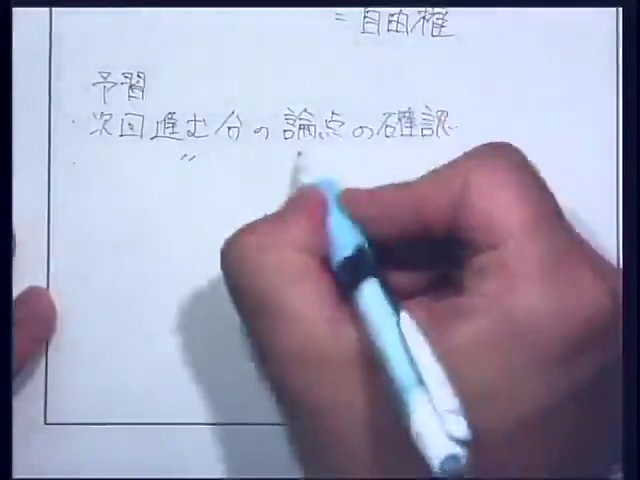 = 自由権
予習
・次回進む分の論点の確認
・ 〃